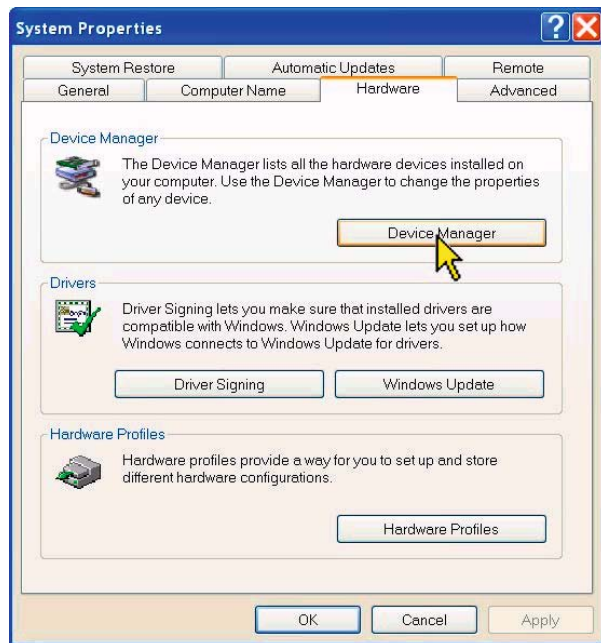 System Properties
System Restore Automatic Updates Remote
General Computer Name Hardware Advanced
Device Manager
The Device Manager lists all the hardware devices installed on
your computer. Use the Device Manager to change the properties
of any device.
Device Manager
Drivers
Driver Signing lets you make sure that installed drivers are
compatible with Windows. Windows Update lets you set up how
Windows connects to Windows Update for drivers.
Driver Signing Windows Update
Hardware Profiles
Hardware profiles provide a way for you to set up and store
different hardware configurations.
Hardware Profiles
OK Cancel Apply